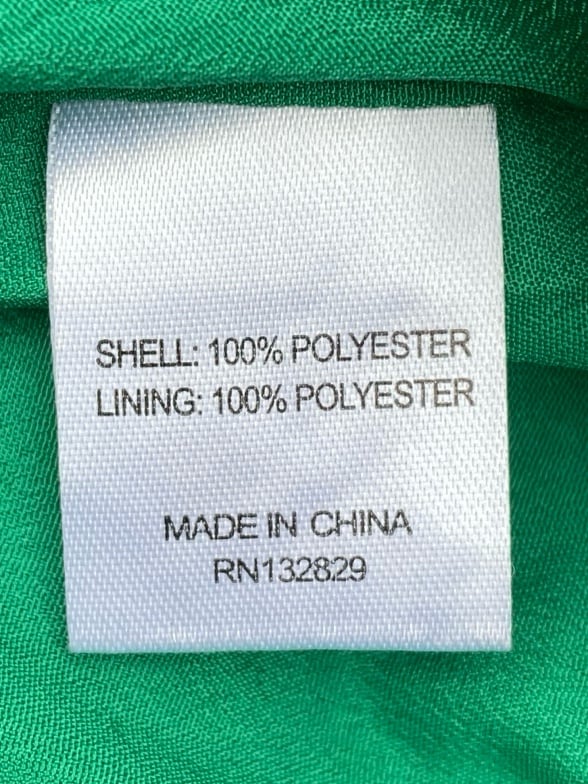 SHELL: 100% POLYESTER
LINING: 100% POLYESTER
MADE IN CHINA
RN132829